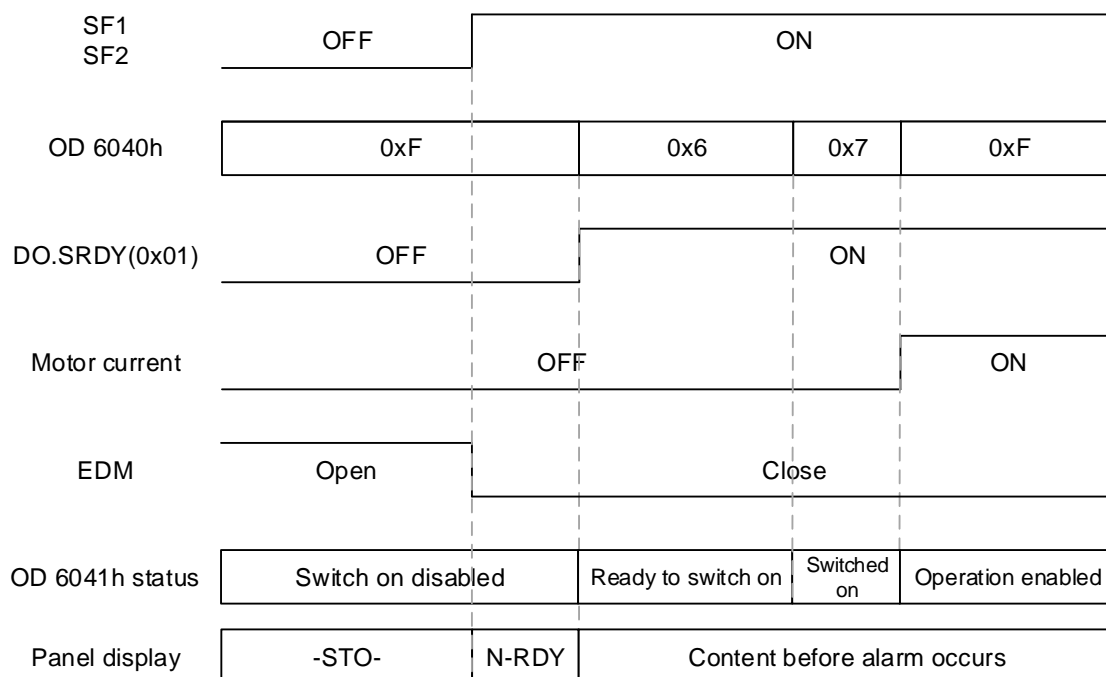 SF1
SF2
OFF
ON
OD 6040h
0xF
0x6
0x7
0xF
DO.SRDY(0x01)
OFF
ON
Motor current
OFF
ON
EDM
Open
Close
OD 6041h status
Switch on disabled
Ready to switch on
Switched
on
Operation enabled
Panel display
-STO-
N-RDY
Content before alarm occurs